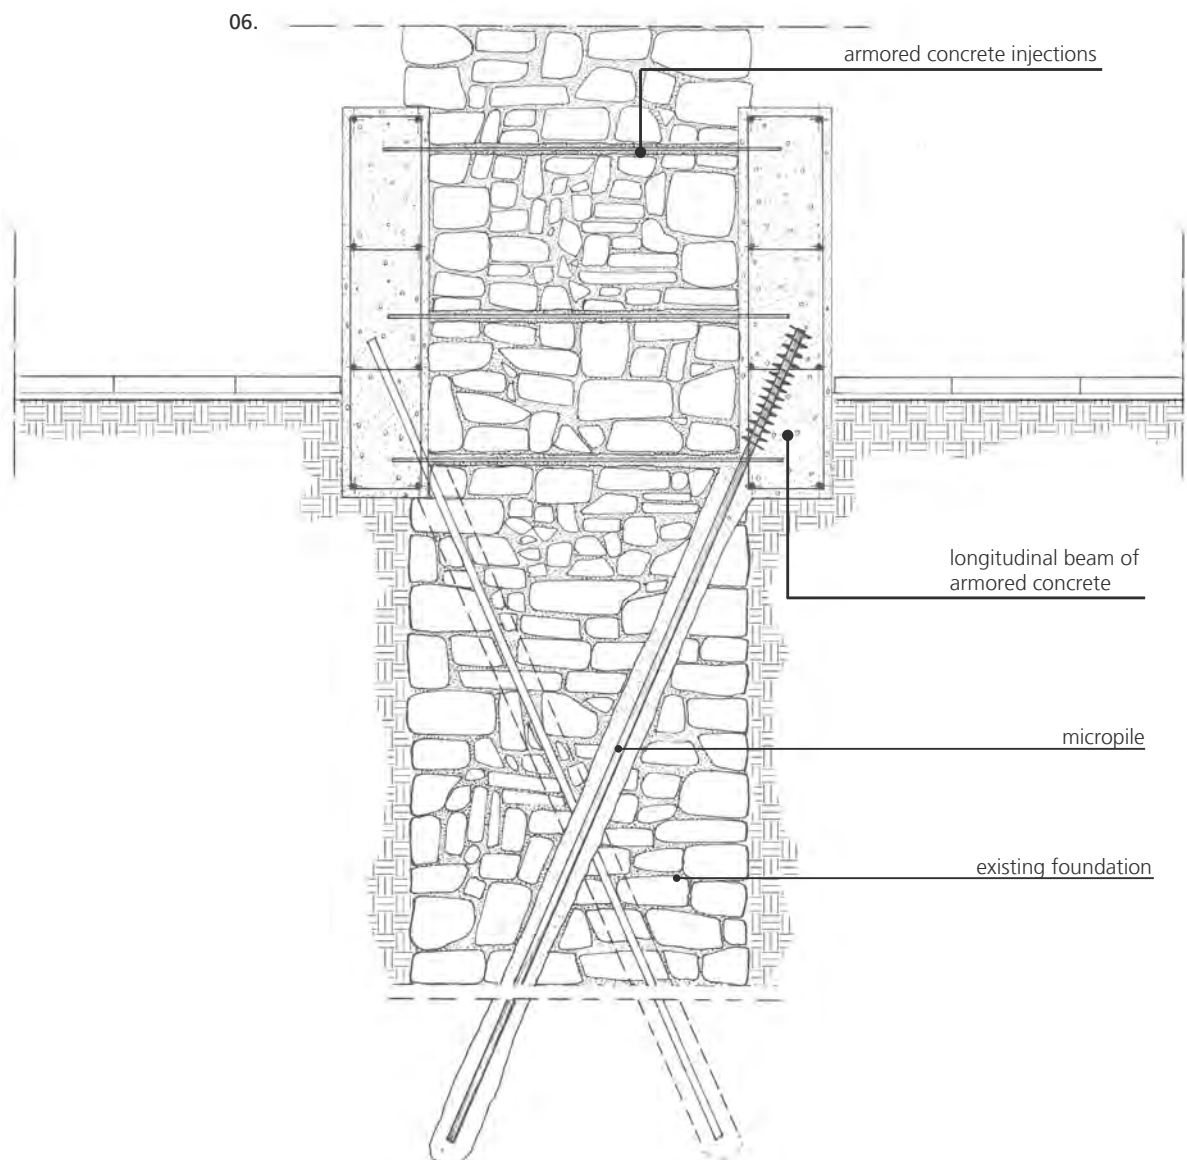 06.
armored concrete injections
longitudinal beam of
armored concrete
micropile
existing foundation